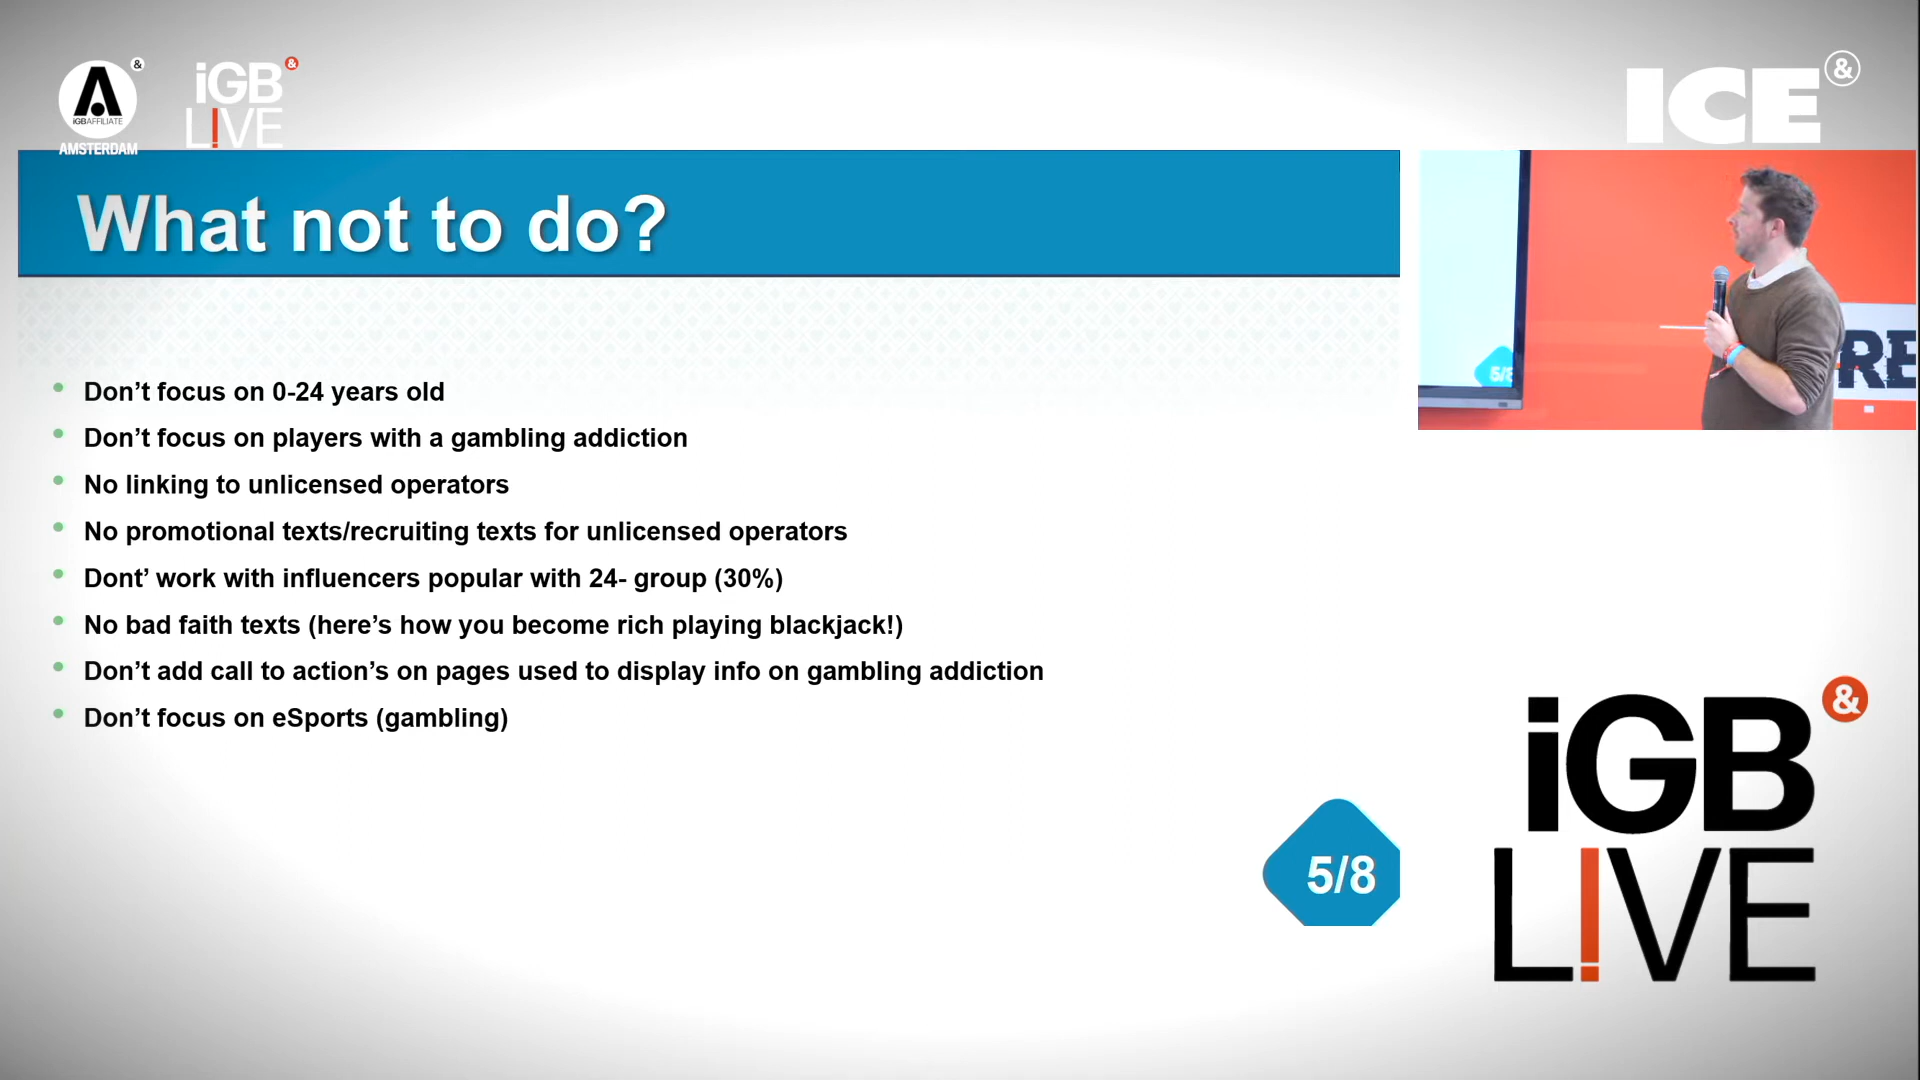 &
iGBAFFILIATE
AMSTERDAM
iGB &
L!VE
ICE &
What not to do?
Don’t focus on 0-24 years old
Don’t focus on players with a gambling addiction
No linking to unlicensed operators
No promotional texts/recruiting texts for unlicensed operators
Dont’ work with influencers popular with 24- group (30%)
No bad faith texts (here’s how you become rich playing blackjack!)
Don’t add call to action’s on pages used to display info on gambling addiction
Don’t focus on eSports (gambling)
5/8
5/8
RE
iGB &
L!VE